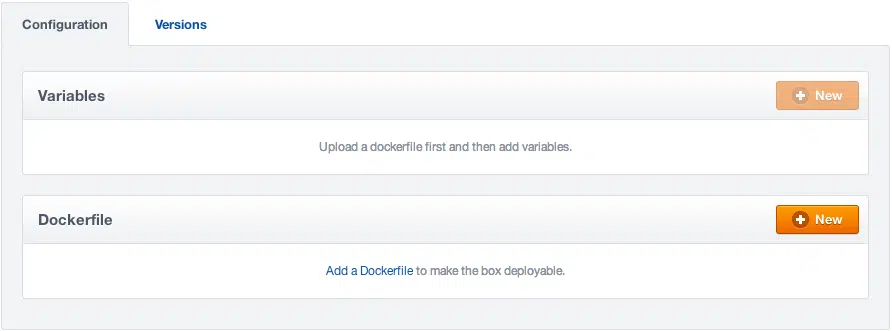 Configuration
Versions
Variables
New
Upload a dockerfile first and then add variables.
Dockerfile
New
Add a Dockerfile to make the box deployable.